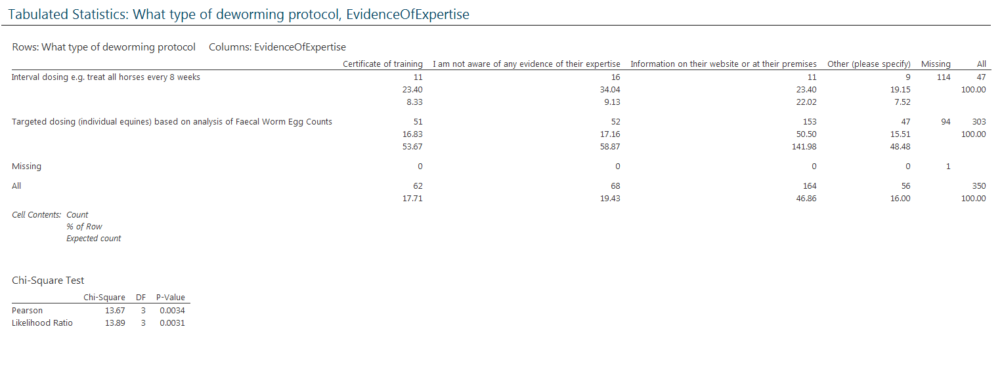 Tabulated Statistics: What type of deworming protocol, EvidenceOfExpertise
Rows: What type of deworming protocol Columns: EvidenceOfExpertise
Certificate of training I am not aware of any evidence of their expertise Information on their website or at their premises Other (please specify) Missing All
Interval dosing e.g. treat all horses every 8 weeks 11 16 11 9 114 47
23.40 34.04 23.40 19.15 100.00
8.33 9.13 22.02 7.52
Targeted dosing (individual equines) based on analysis of Faecal Worm Egg Counts 51 52 153 47 94 303
16.83 17.16 50.50 15.51 100.00
53.67 58.87 141.98 48.48
Missing 0 0 0 0 1
All 62 68 164 56 350
17.71 19.43 46.86 16.00 100.00
Cell Contents: Count
% of Row
Expected count
Chi-Square Test
Chi-Square DF P-Value
Pearson 13.67 3 0.0034
Likelihood Ratio 13.89 3 0.0031